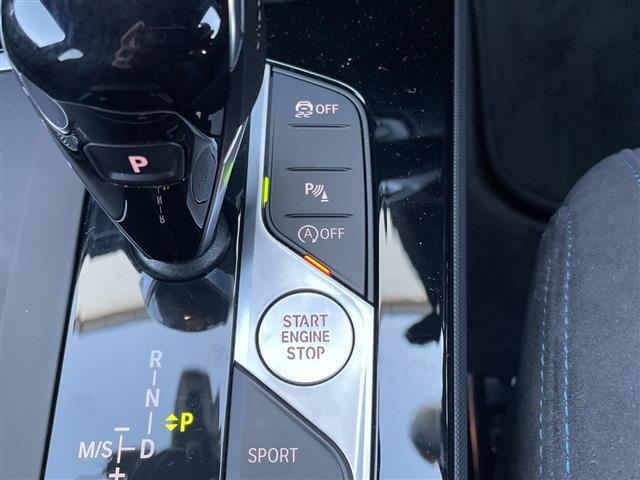 OFF
P
P
A OFF
START
ENGINE
STOP
R
N
P
M/S D
+
SPORT